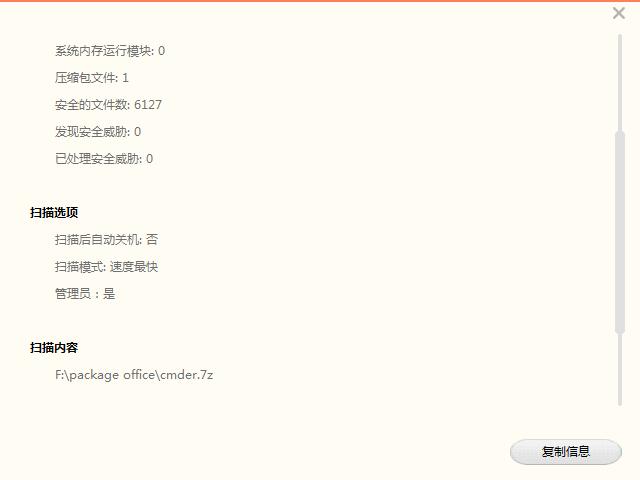 系统内存运行模块: 0
压缩包文件: 1
安全的文件数: 6127
发现安全威胁: 0
已处理安全威胁: 0
扫描选项
扫描后自动关机: 否
扫描模式: 速度最快
管理员：是
扫描内容
F:\package office\cmder.7z
复制信息